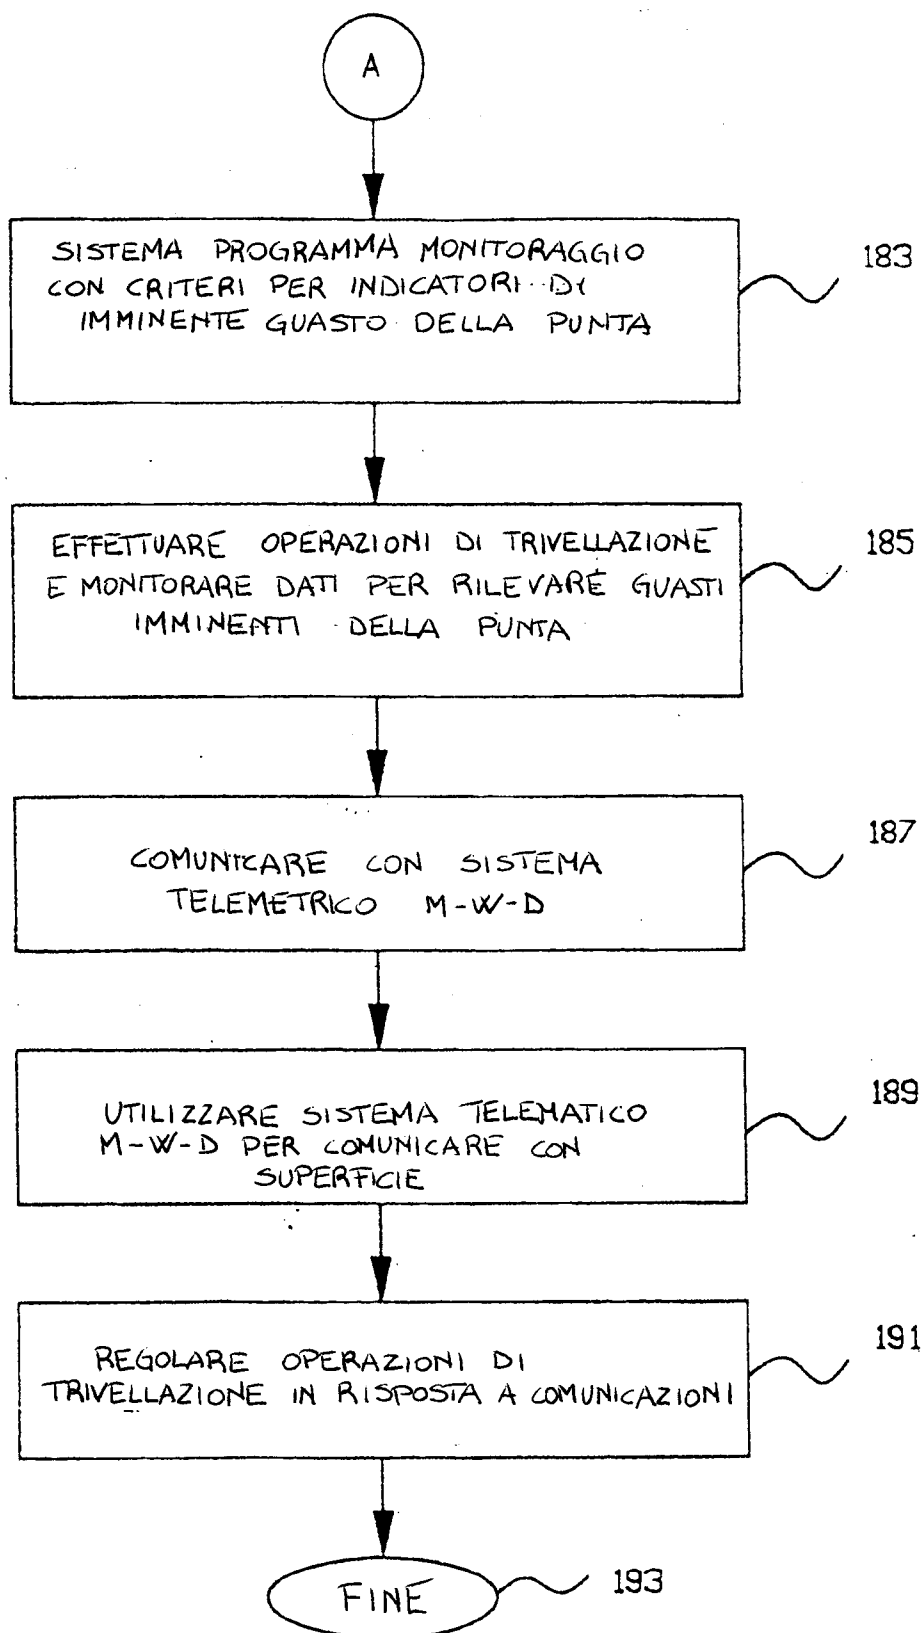 A
SISTEMA PROGRAMMA MONITORAGGIO
CON CRITERI PER INDICATORI DI
IMMINENTE GUASTO DELLA PUNTA
183
EFFETTUARE OPERAZIONI DI TRIVELLAZIONE
E MONITORARE DATI PER RILEVARE GUASTI
IMMINENTI DELLA PUNTA
185
COMUNICARE CON SISTEMA
TELEMETRICO M-W-D
187
UTILIZZARE SISTEMA TELEMATICO
M-W-D PER COMUNICARE CON
SUPERFICIE
189
REGOLARE OPERAZIONI DI
TRIVELLAZIONE IN RISPOSTA A COMUNICAZIONI
191
FINE
193